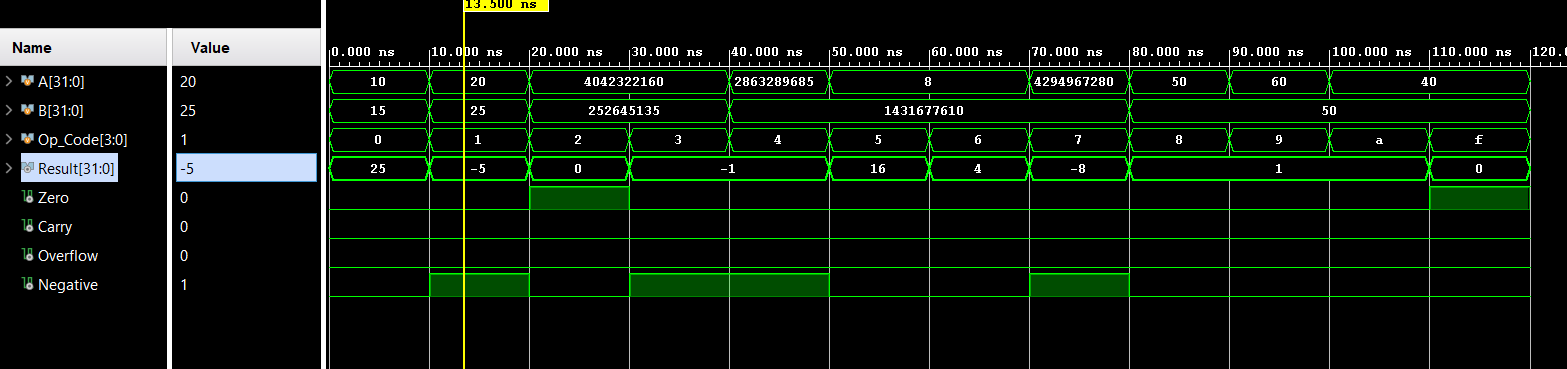 13.500 ns
Name Value
0.000 ns 10.000 ns 20.000 ns 30.000 ns 40.000 ns 50.000 ns 60.000 ns 70.000 ns 80.000 ns 90.000 ns 100.000 ns 110.000 ns 120.0
A[31:0] 20 10 20 4042322160 2863289685 8 4294967280 50 60 40
B[31:0] 25 15 25 252645135 1431677610 50
Op_Code[3:0] 1 0 1 2 3 4 5 6 7 8 9 a f
Result[31:0] -5 25 -5 0 -1 16 4 -8 1 0
Zero 0
Carry 0
Overflow 0
Negative 1